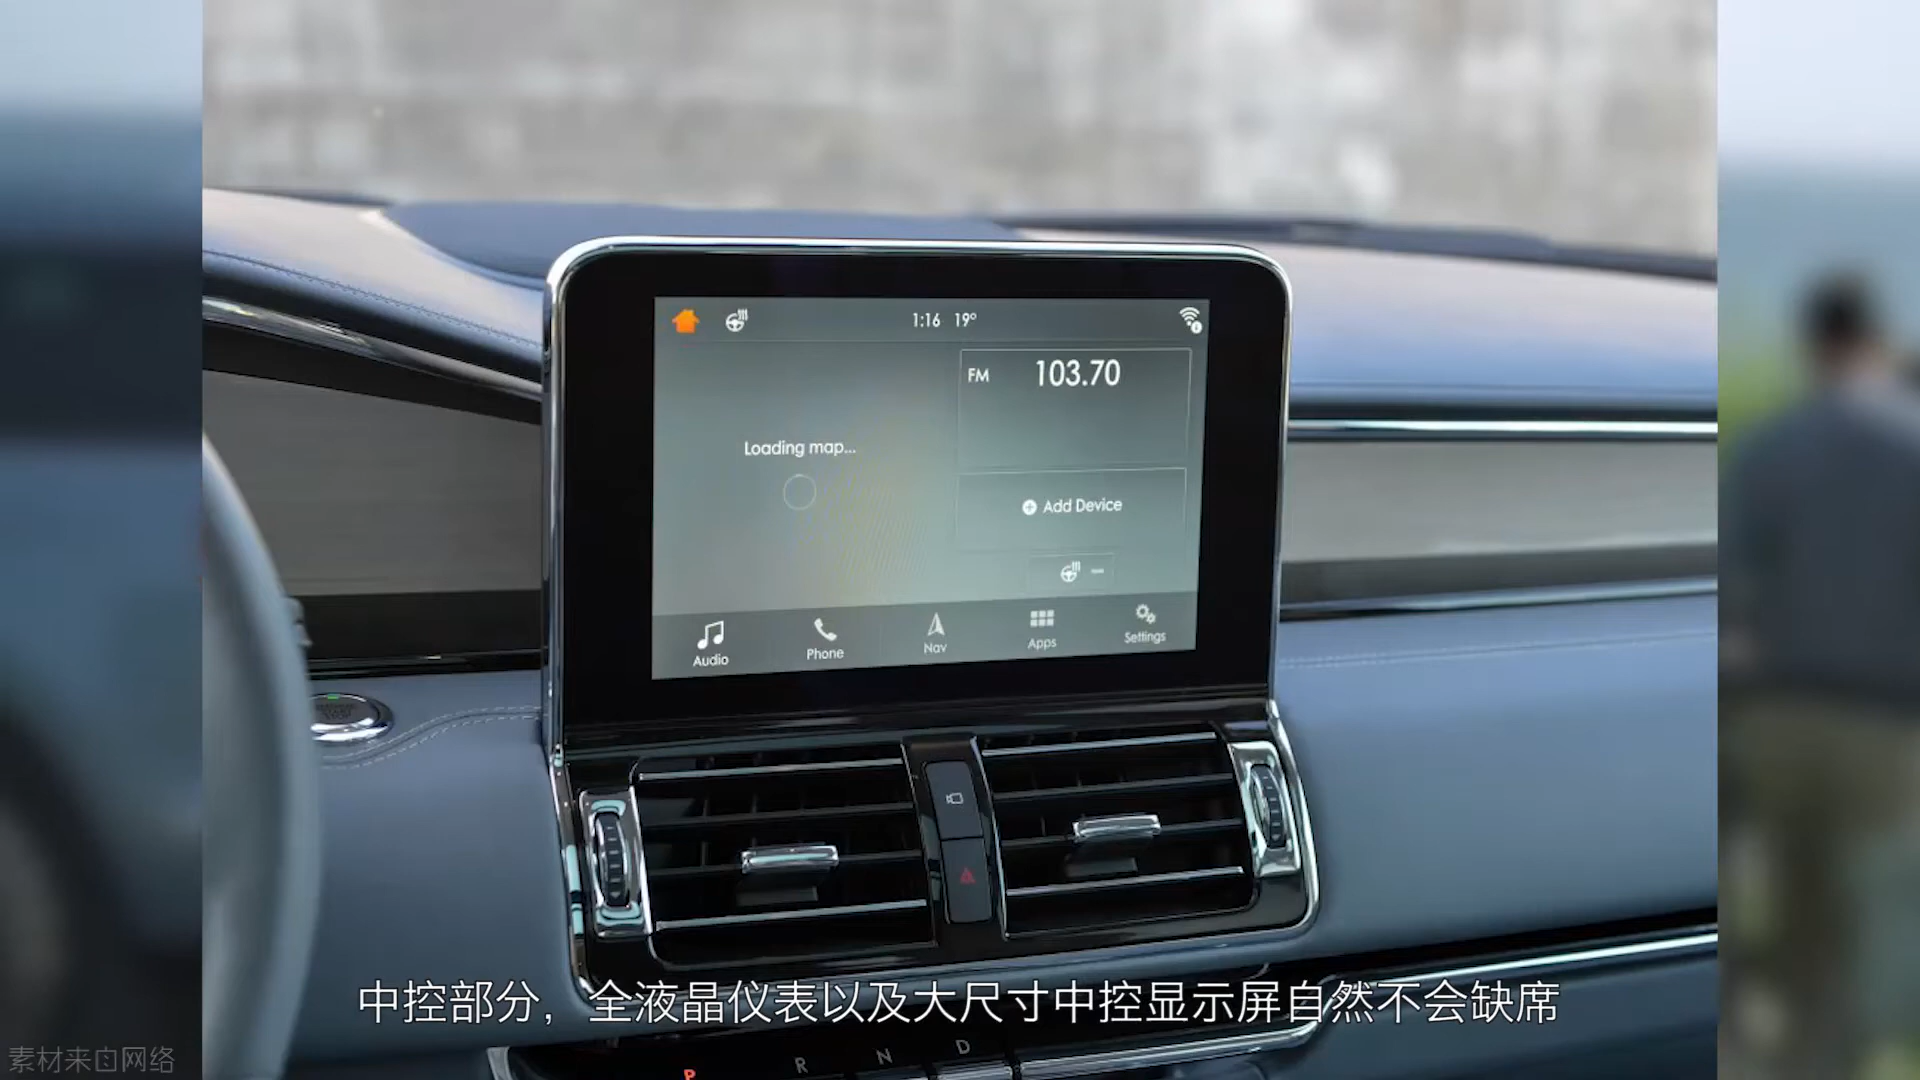 1:16 19°
FM 103.70
Loading map...
Add Device
Audio Phone Nav Apps Settings
中控部分，全液晶仪表以及大尺寸中控显示屏自然不会缺席
P R N D
素材来自网络